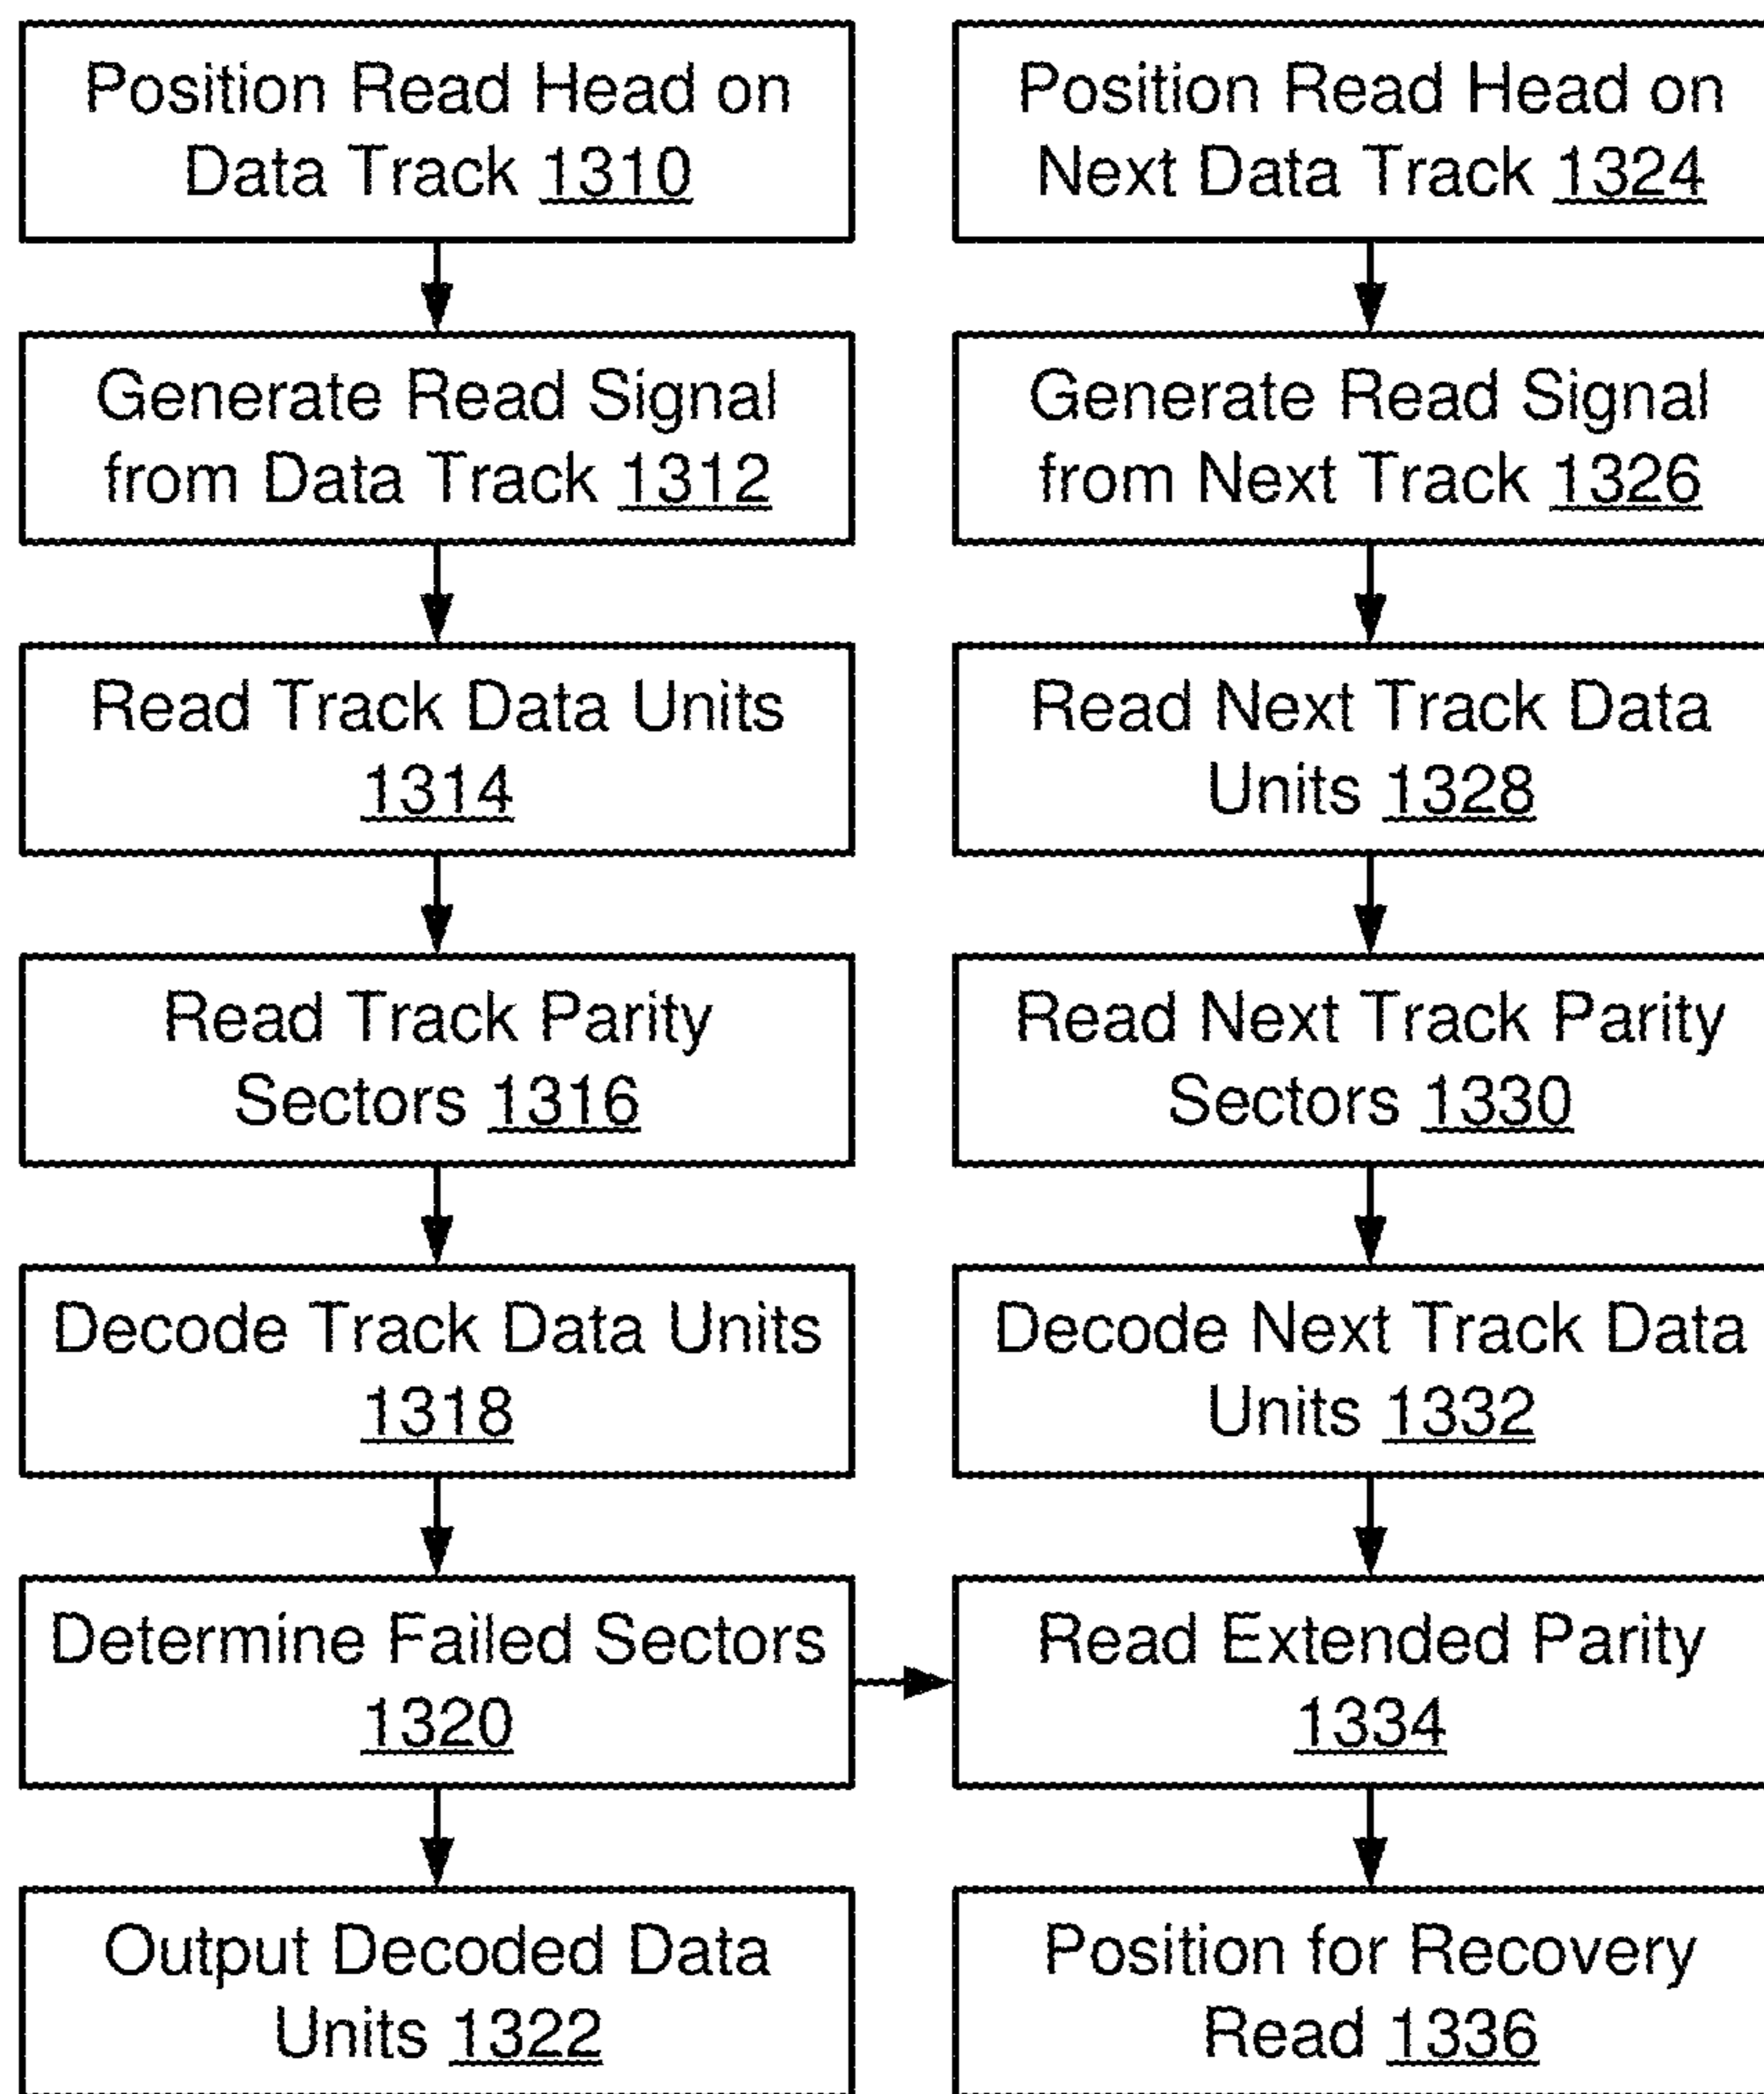 Position Read Head on
Data Track 1310
Generate Read Signal
from Data Track 1312
Read Track Data Units
1314
Read Track Parity
Sectors 1316
Decode Track Data Units
1318
Determine Failed Sectors
1320
Output Decoded Data
Units 1322
Position Read Head on
Next Data Track 1324
Generate Read Signal
from Next Track 1326
Read Next Track Data
Units 1328
Read Next Track Parity
Sectors 1330
Decode Next Track Data
Units 1332
Read Extended Parity
1334
Position for Recovery
Read 1336